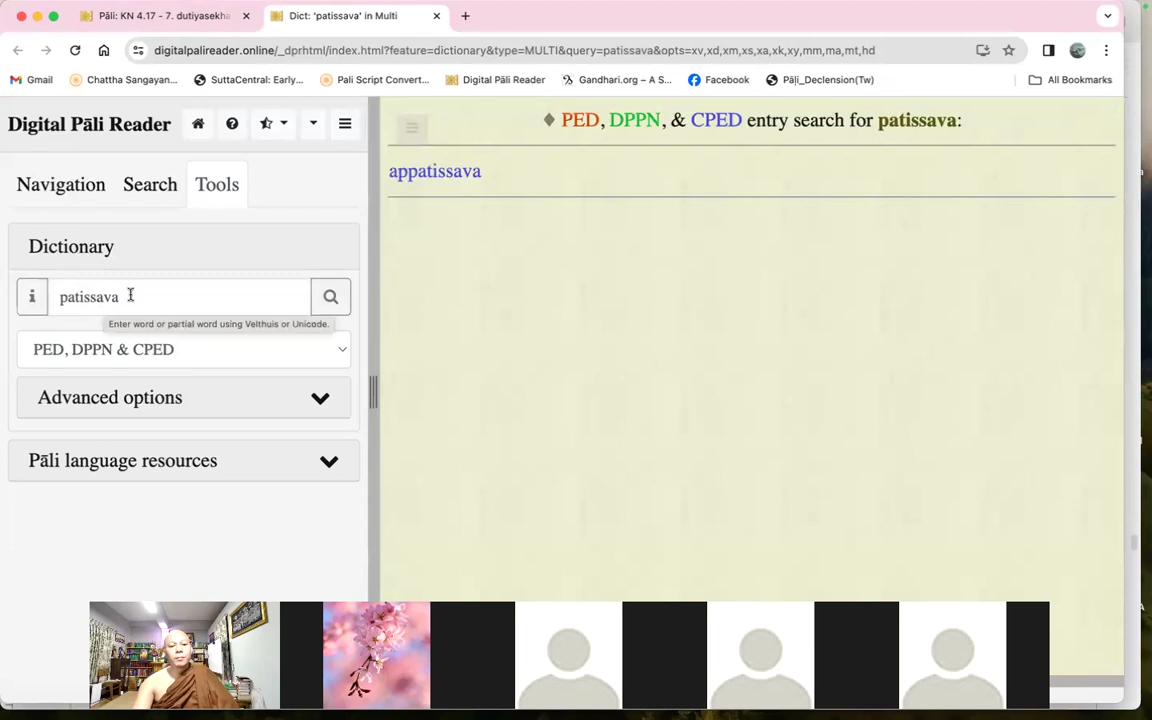 Pāli: KN 4.17 - 7. dutiyasekha
Dict: 'patissava' in Multi
digitalpalireader.online/_dprhtml/index.html?feature=dictionary&type=MULTI&query=patissava&opts=xv,xd,xm,xs,xa,xk,xy,mm,ma,mt,hd
Gmail
Chattha Sangayan...
SuttaCentral: Early...
Pali Script Convert...
Digital Pāli Reader
Gandhari.org – A S...
Facebook
Pāḷi_Declension(Tw)
All Bookmarks
Digital Pāli Reader
Navigation
Search
Tools
Dictionary
patissava
Enter word or partial word using Velthuis or Unicode.
PED, DPPN & CPED
Advanced options
Pāli language resources
♦ PED, DPPN, & CPED entry search for patissava:
appatissava